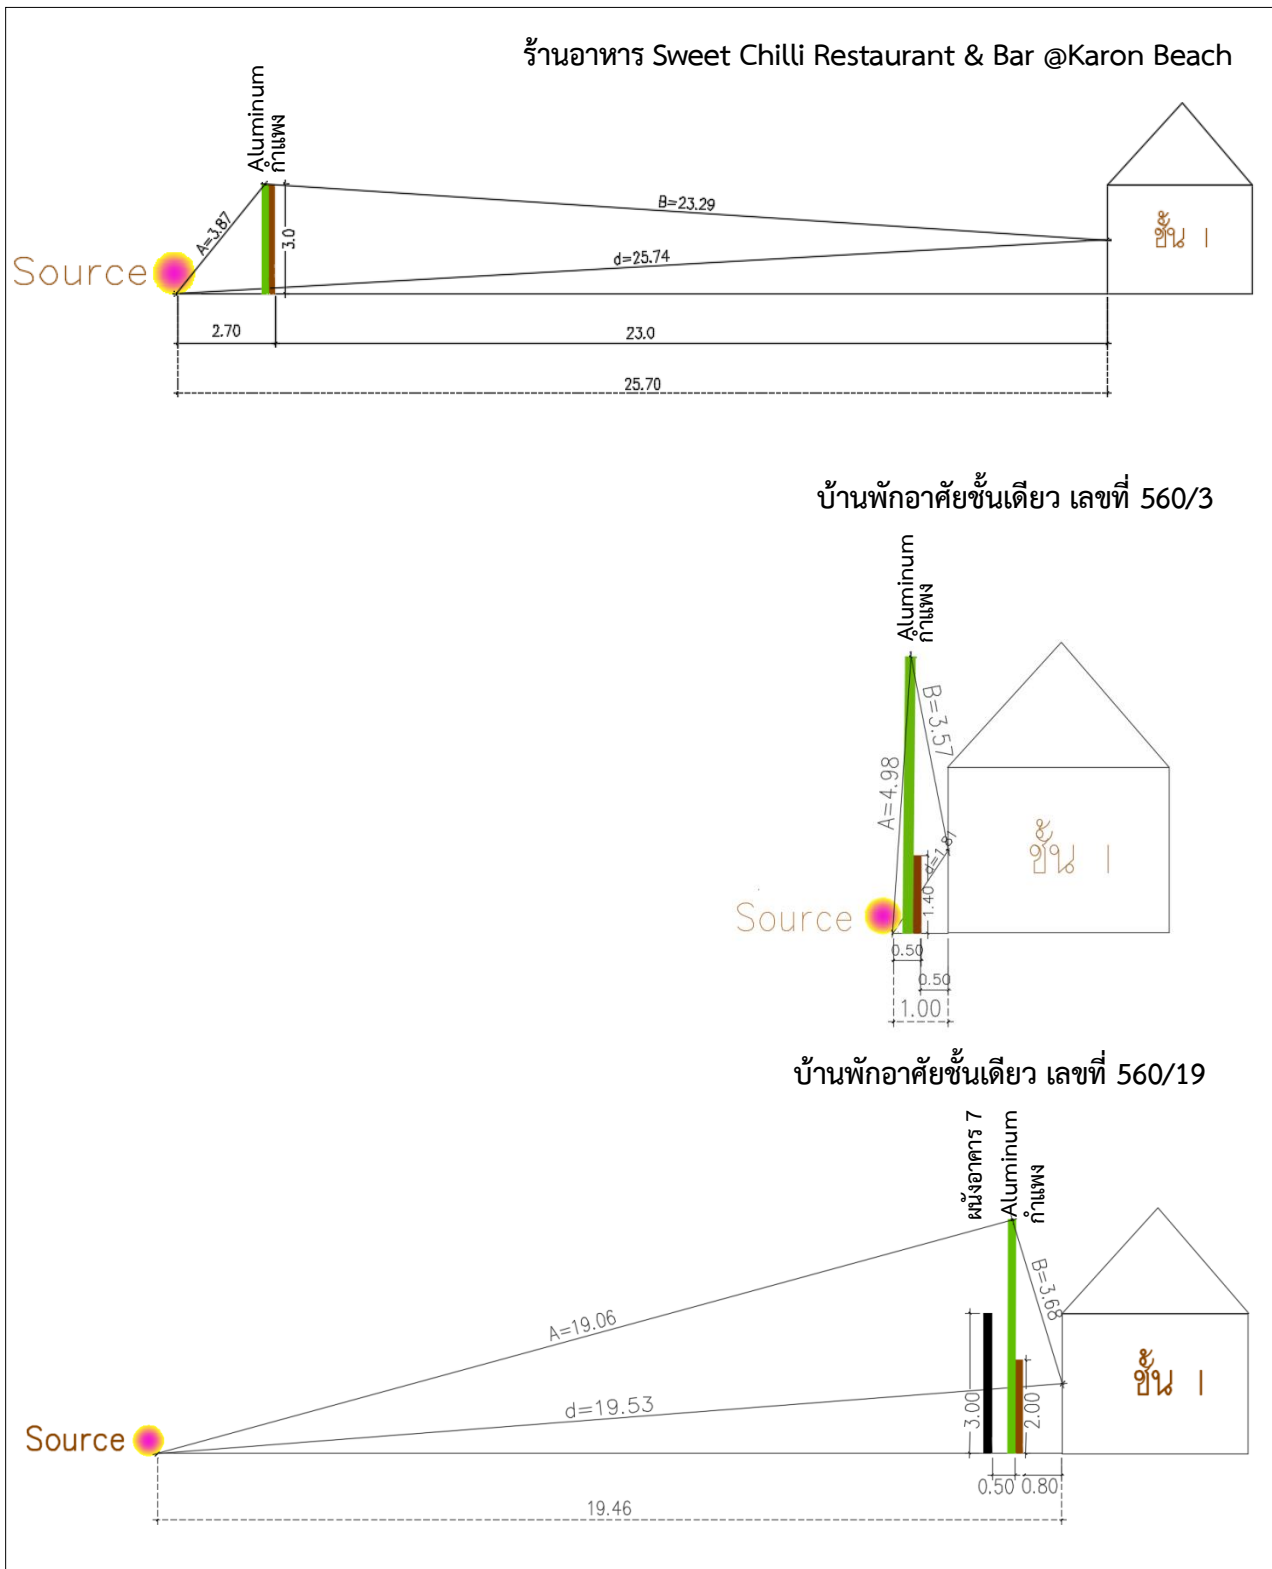 ร้านอาหาร Sweet Chilli Restaurant & Bar @Karon Beach
Aluminum
กำแพง
A=3.87
3.0
B=23.29
d=25.74
ชั้น 1
Source
2.70
23.0
25.70
บ้านพักอาศัยชั้นเดียว เลขที่ 560/3
Aluminum
กำแพง
B=3.57
A=4.98
d=1.81
1.40
ชั้น 1
Source
0.50
0.50
1.00
บ้านพักอาศัยชั้นเดียว เลขที่ 560/19
ผนังอาคาร 7
Aluminum
กำแพง
B=3.68
A=19.06
d=19.53
3.00
2.00
ชั้น 1
Source
0.50
0.80
19.46